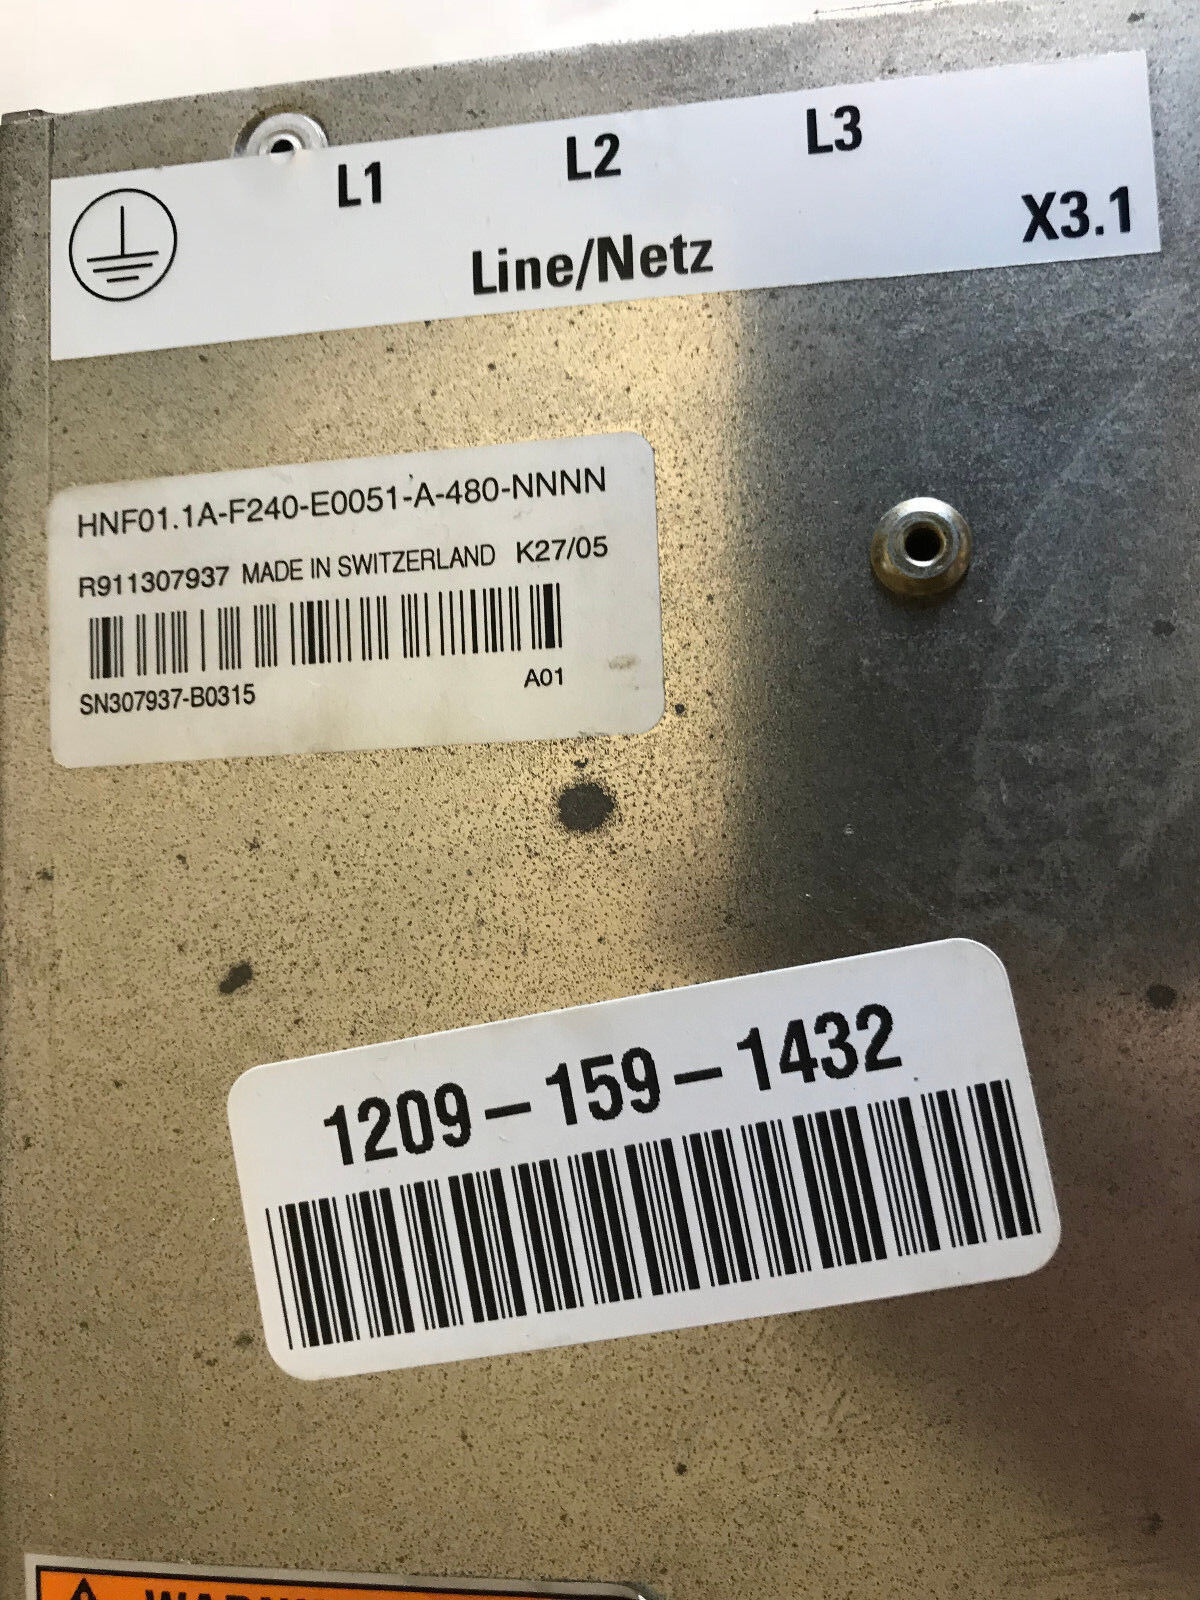 L1 L2 L3
Line/Netz
X3.1
HNF01.1A-F240-E0051-A-480-NNNN
R911307937 MADE IN SWITZERLAND K27/05
SN307937-B0315 A01
1209-159-1432